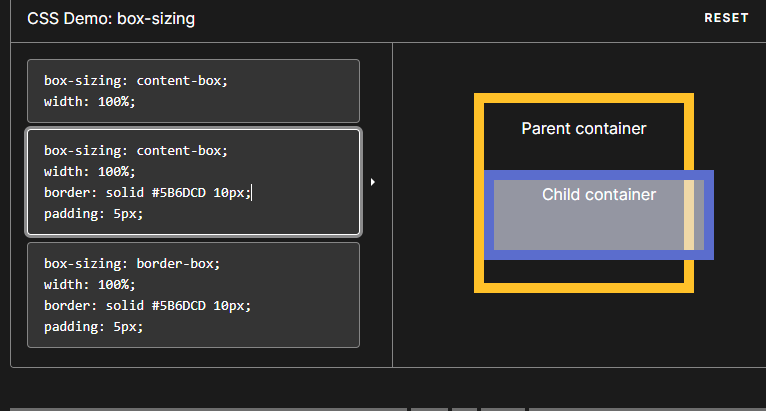 CSS Demo: box-sizing
RESET
box-sizing: content-box;
width: 100%;
box-sizing: content-box;
width: 100%;
border: solid #5B6DCD 10px;
padding: 5px;
box-sizing: border-box;
width: 100%;
border: solid #5B6DCD 10px;
padding: 5px;
Parent container
Child container